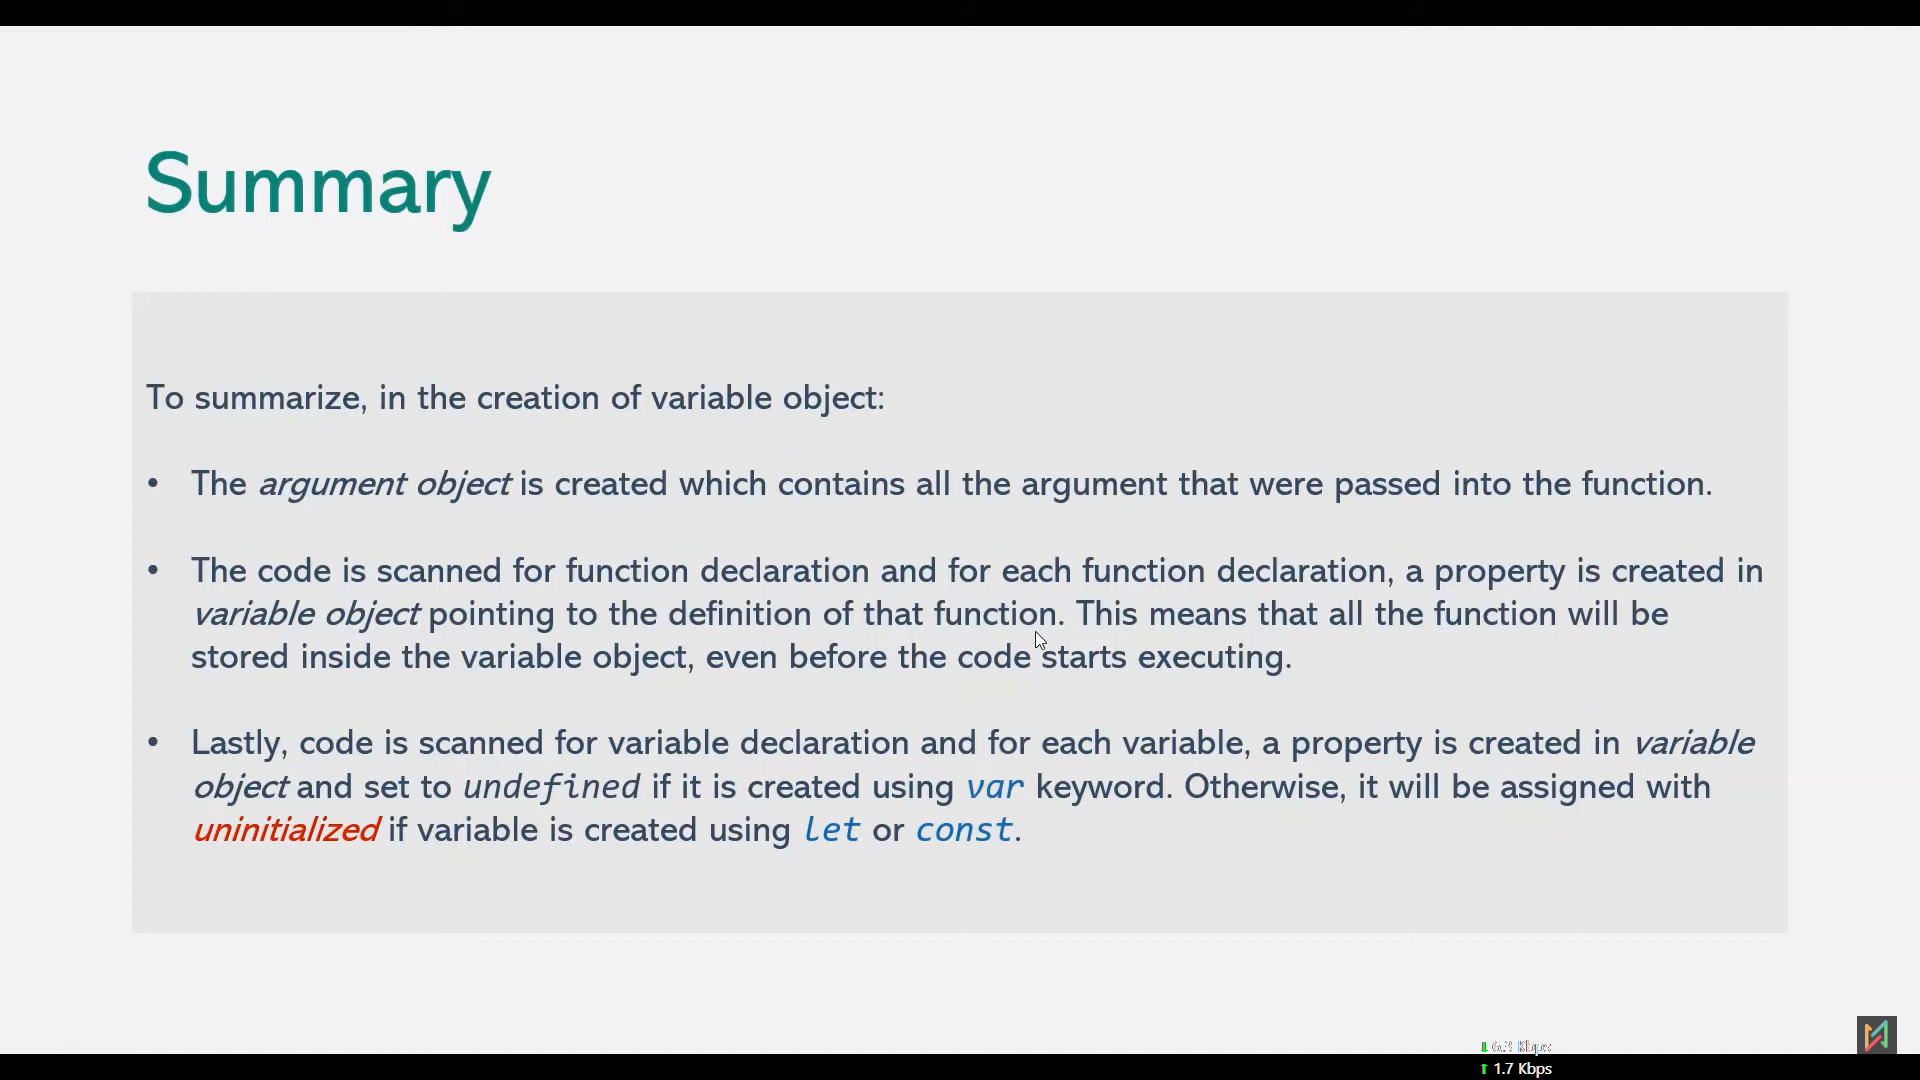 Summary
To summarize, in the creation of variable object:
• The argument object is created which contains all the argument that were passed into the function.
• The code is scanned for function declaration and for each function declaration, a property is created in
variable object pointing to the definition of that function. This means that all the function will be
stored inside the variable object, even before the code starts executing.
• Lastly, code is scanned for variable declaration and for each variable, a property is created in variable
object and set to undefined if it is created using var keyword. Otherwise, it will be assigned with
uninitialized if variable is created using let or const.
Kbps
1.7 Kbps